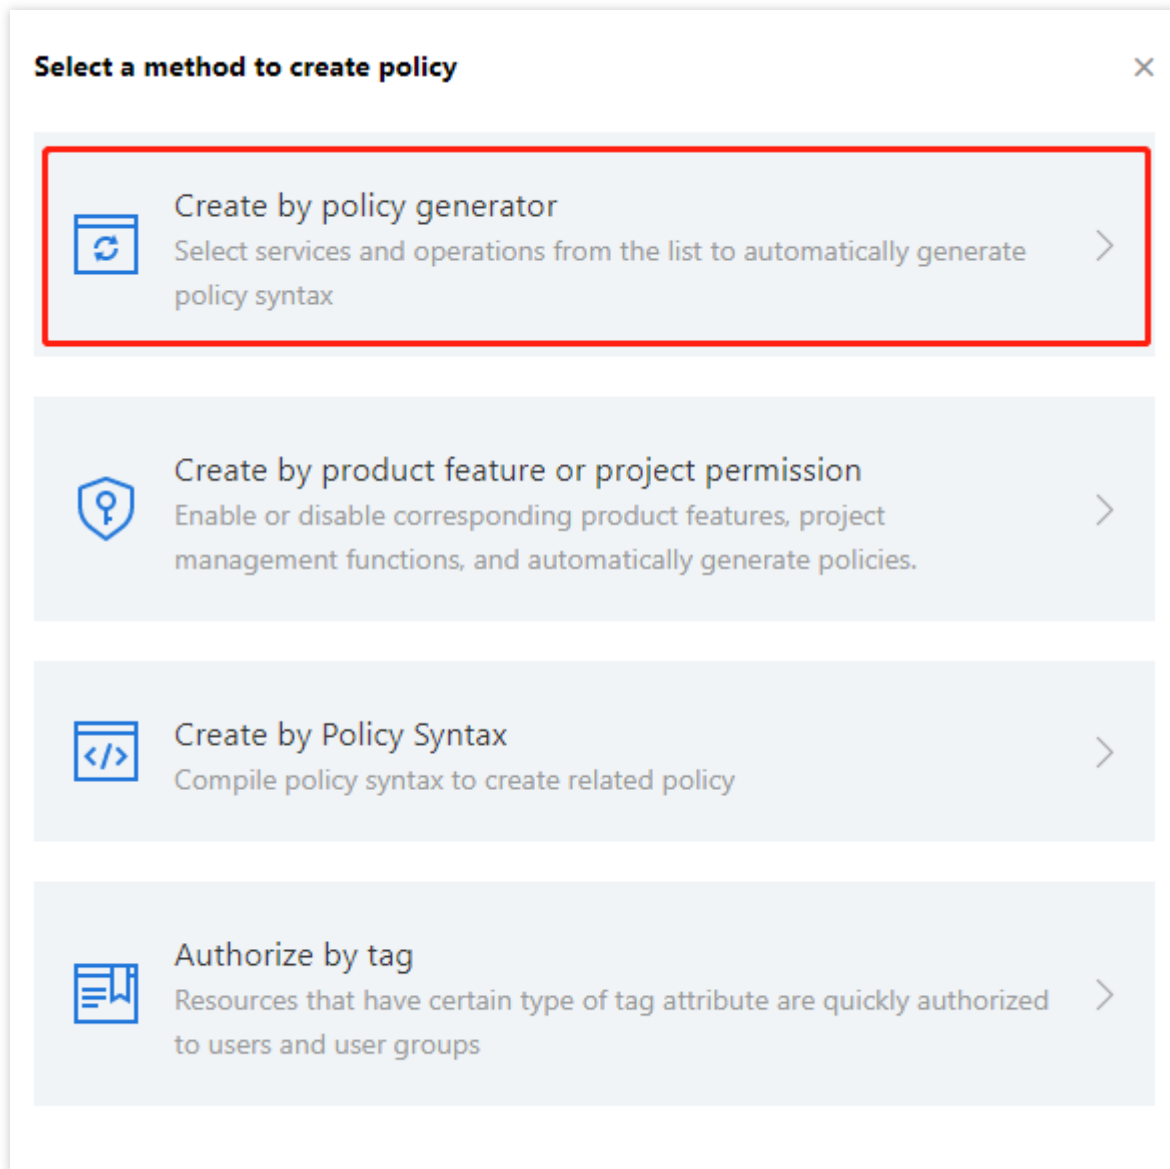 Select a method to create policy
Create by policy generator
Select services and operations from the list to automatically generate
policy syntax
Create by product feature or project permission
Enable or disable corresponding product features, project
management functions, and automatically generate policies.
Create by Policy Syntax
Compile policy syntax to create related policy
Authorize by tag
Resources that have certain type of tag attribute are quickly authorized
to users and user groups